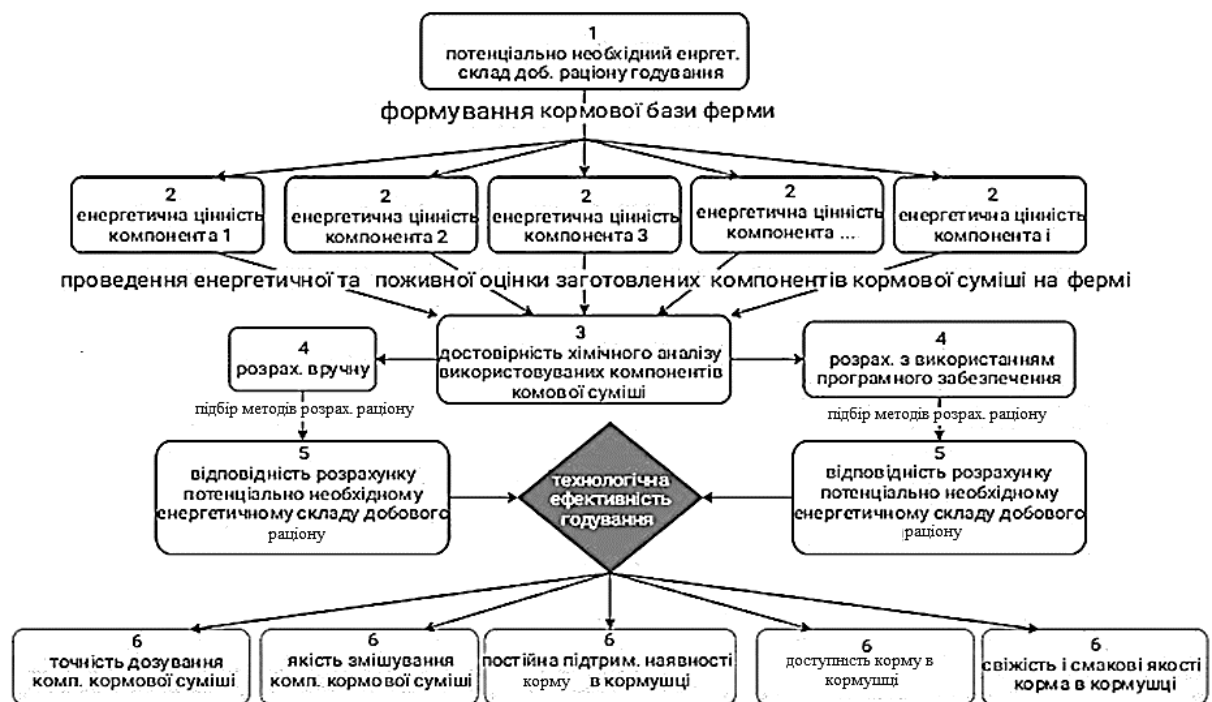 1
потенціально необхідний енргет.
склад доб. раціону годування
формування кормової бази ферми
2
енергетична цінність
компонента 1
2
енергетична цінність
компонента 2
2
енергетична цінність
компонента 3
2
енергетична цінність
компонента ...
2
енергетична цінність
компонента і
проведення енергетичної та поживної оцінки заготовлених компонентів кормової суміші на фермі
4
розрах. вручну
3
достовірність хімічного аналізу
використовуваних компонентів
комової суміші
4
розрах. з використанням
програмного забезпечення
підбір методів розрах. раціону
підбір методів розрах. раціону
5
відповідність розрахунку
потенціально необхідному
енергетичному складу добового
раціону
технологічна
ефективність
годування
5
відповідність розрахунку
потенціально необхідному
енергетичному складу добового
раціону
6
точність дозування
комп. кормової суміші
6
якість змішування
комп. кормової суміші
6
постійна підтрим. наявності
корму в кормушці
6
доступність корму в
кормушці
6
свіжість і смакові якості
корма в кормушці